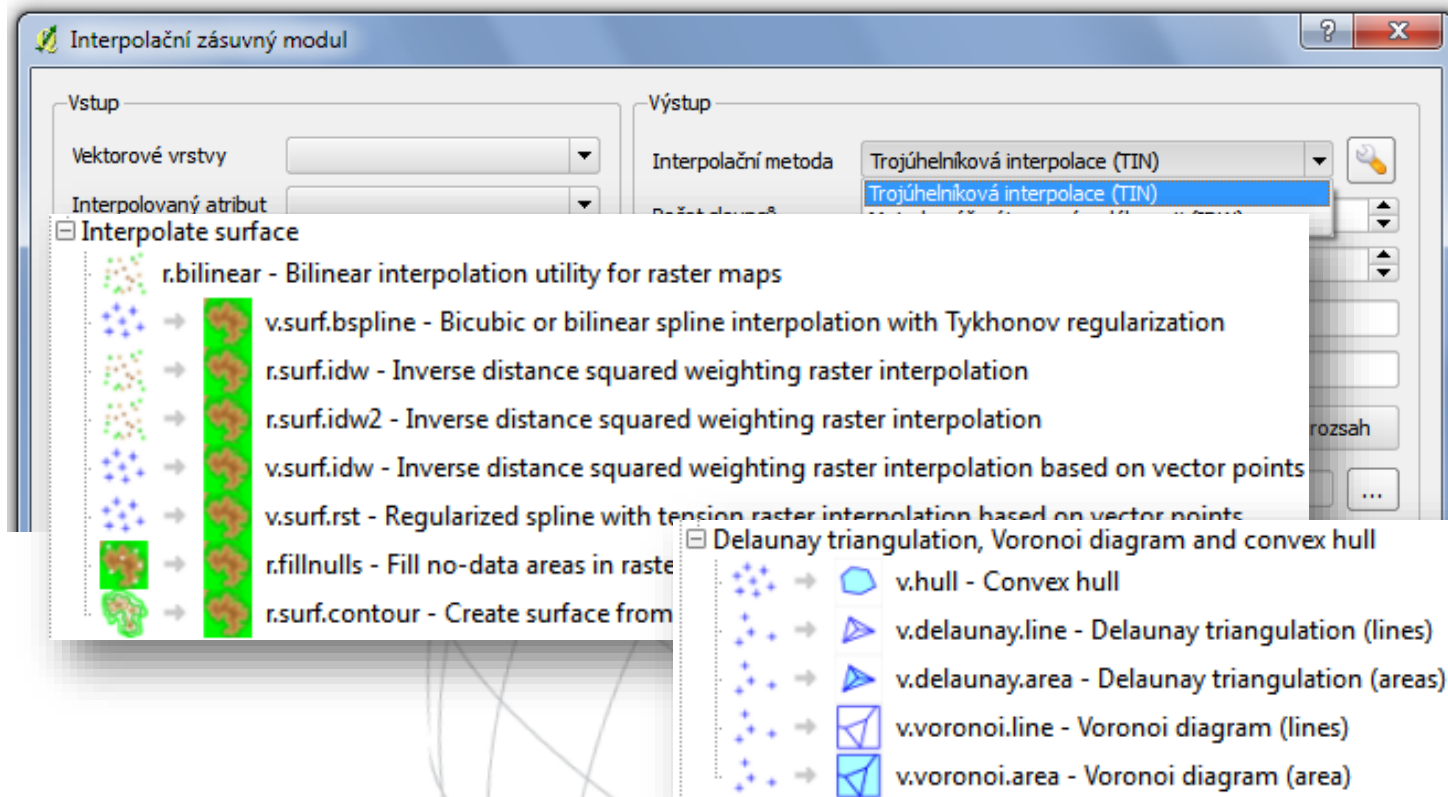 Interpolační zásuvný modul
Vstup
Výstup
Vektorové vrstvy
Interpolační metoda
Trojúhelníková interpolace (TIN)
Trojúhelníková interpolace (TIN)
Interpolovaný atribut
rozsah
...
Interpolate surface
r.bilinear - Bilinear interpolation utility for raster maps
v.surf.bspline - Bicubic or bilinear spline interpolation with Tykhonov regularization
r.surf.idw - Inverse distance squared weighting raster interpolation
r.surf.idw2 - Inverse distance squared weighting raster interpolation
v.surf.idw - Inverse distance squared weighting raster interpolation based on vector points
v.surf.rst - Regularized spline with tension raster interpolation based on vector points
r.fillnulls - Fill no-data areas in raste
r.surf.contour - Create surface from
Delaunay triangulation, Voronoi diagram and convex hull
v.hull - Convex hull
v.delaunay.line - Delaunay triangulation (lines)
v.delaunay.area - Delaunay triangulation (areas)
v.voronoi.line - Voronoi diagram (lines)
v.voronoi.area - Voronoi diagram (area)